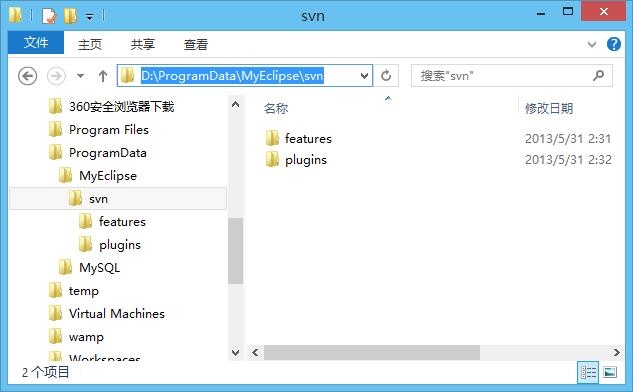 svn
文件 主页 共享 查看
D:\ProgramData\MyEclipse\svn 搜索"svn"
360安全浏览器下载
Program Files
ProgramData
MyEclipse
svn
features
plugins
MySQL
temp
Virtual Machines
wamp
Workspaces
名称 修改日期
features 2013/5/31 2:31
plugins 2013/5/31 2:32
2 个项目